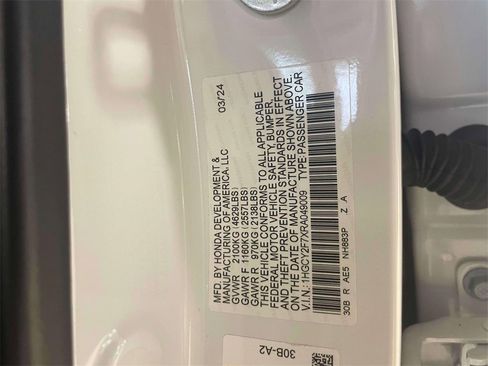 MFD. BY HONDA DEVELOPMENT &
MANUFACTURING OF AMERICA, LLC
03/24
GVWR 2100KG (4629LBS)
GAWR F 1160KG (2557LBS)
GAWR R 970KG (2138LBS)
THIS VEHICLE CONFORMS TO ALL APPLICABLE
FEDERAL MOTOR VEHICLE SAFETY, BUMPER,
AND THEFT PREVENTION STANDARDS IN EFFECT
ON THE DATE OF MANUFACTURE SHOWN ABOVE.
V.I.N.: 1HGCY2F7XRA049009 TYPE:PASSENGER CAR
30B R AE5 NH883P Z A
30B-A2